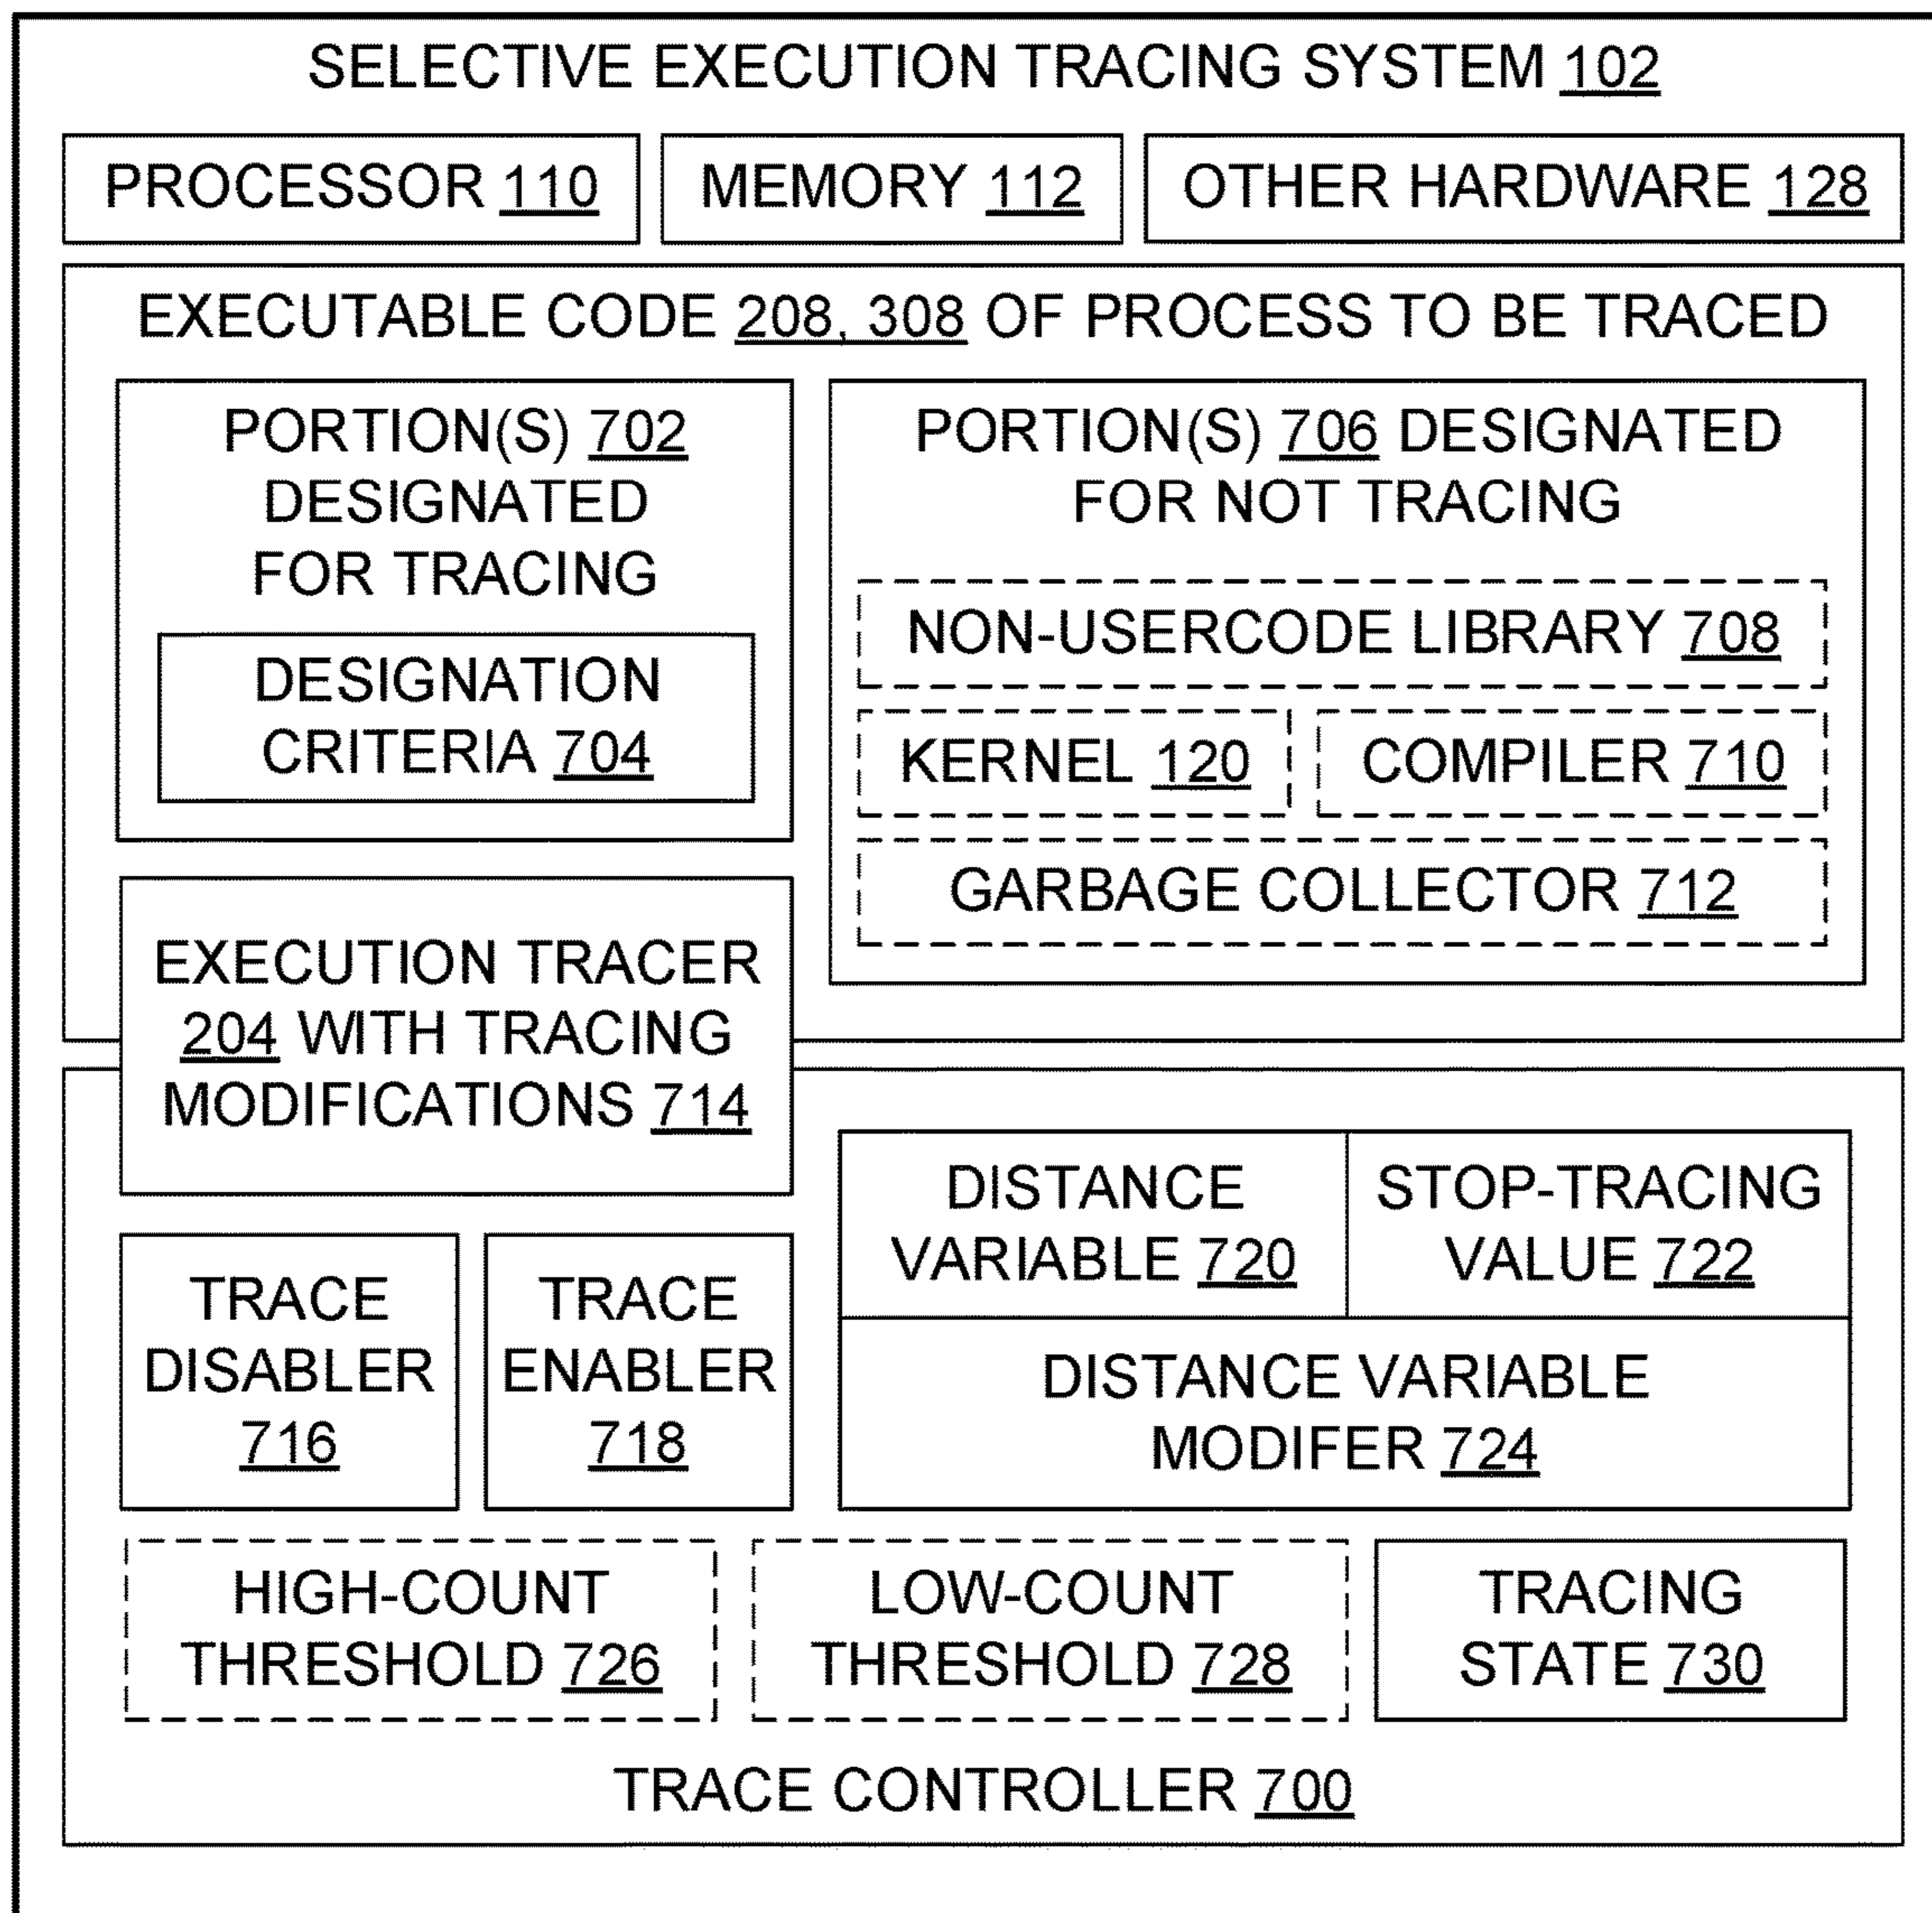 SELECTIVE EXECUTION TRACING SYSTEM 102
PROCESSOR 110
MEMORY 112
OTHER HARDWARE 128
EXECUTABLE CODE 208, 308 OF PROCESS TO BE TRACED
PORTION(S) 702
DESIGNATED
FOR TRACING
DESIGNATION
CRITERIA 704
PORTION(S) 706 DESIGNATED
FOR NOT TRACING
NON-USERCODE LIBRARY 708
KERNEL 120
COMPILER 710
GARBAGE COLLECTOR 712
EXECUTION TRACER
204 WITH TRACING
MODIFICATIONS 714
DISTANCE
VARIABLE 720
STOP-TRACING
VALUE 722
TRACE
DISABLER
716
TRACE
ENABLER
718
DISTANCE VARIABLE
MODIFER 724
HIGH-COUNT
THRESHOLD 726
LOW-COUNT
THRESHOLD 728
TRACING
STATE 730
TRACE CONTROLLER 700